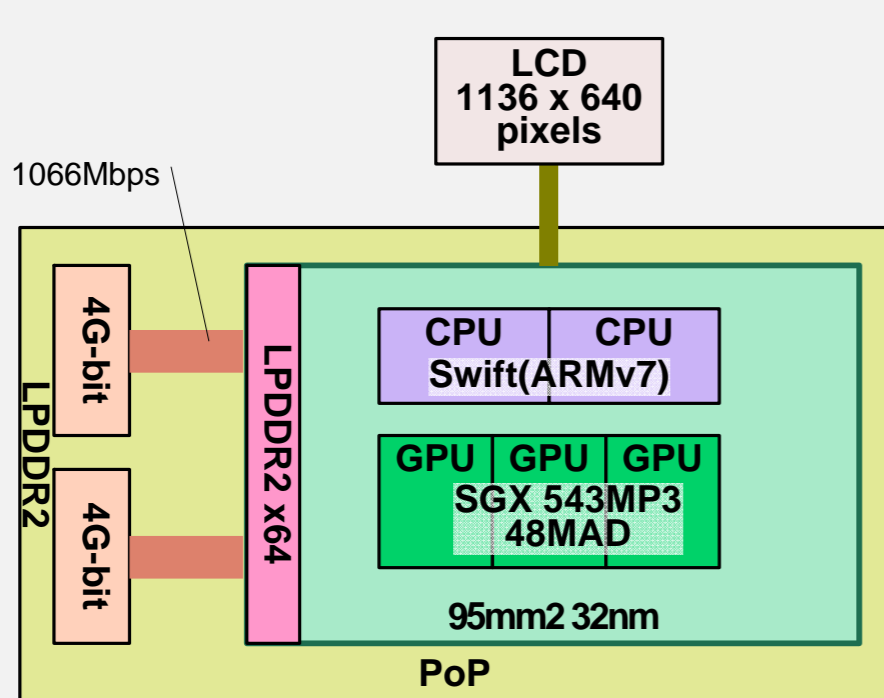 LCD
1136 x 640
pixels
1066Mbps
LPDDR2
4G-bit
4G-bit
LPDDR2 x64
CPU
CPU
Swift(ARMv7)
GPU
GPU
GPU
SGX 543MP3
48MAD
95mm2 32nm
PoP